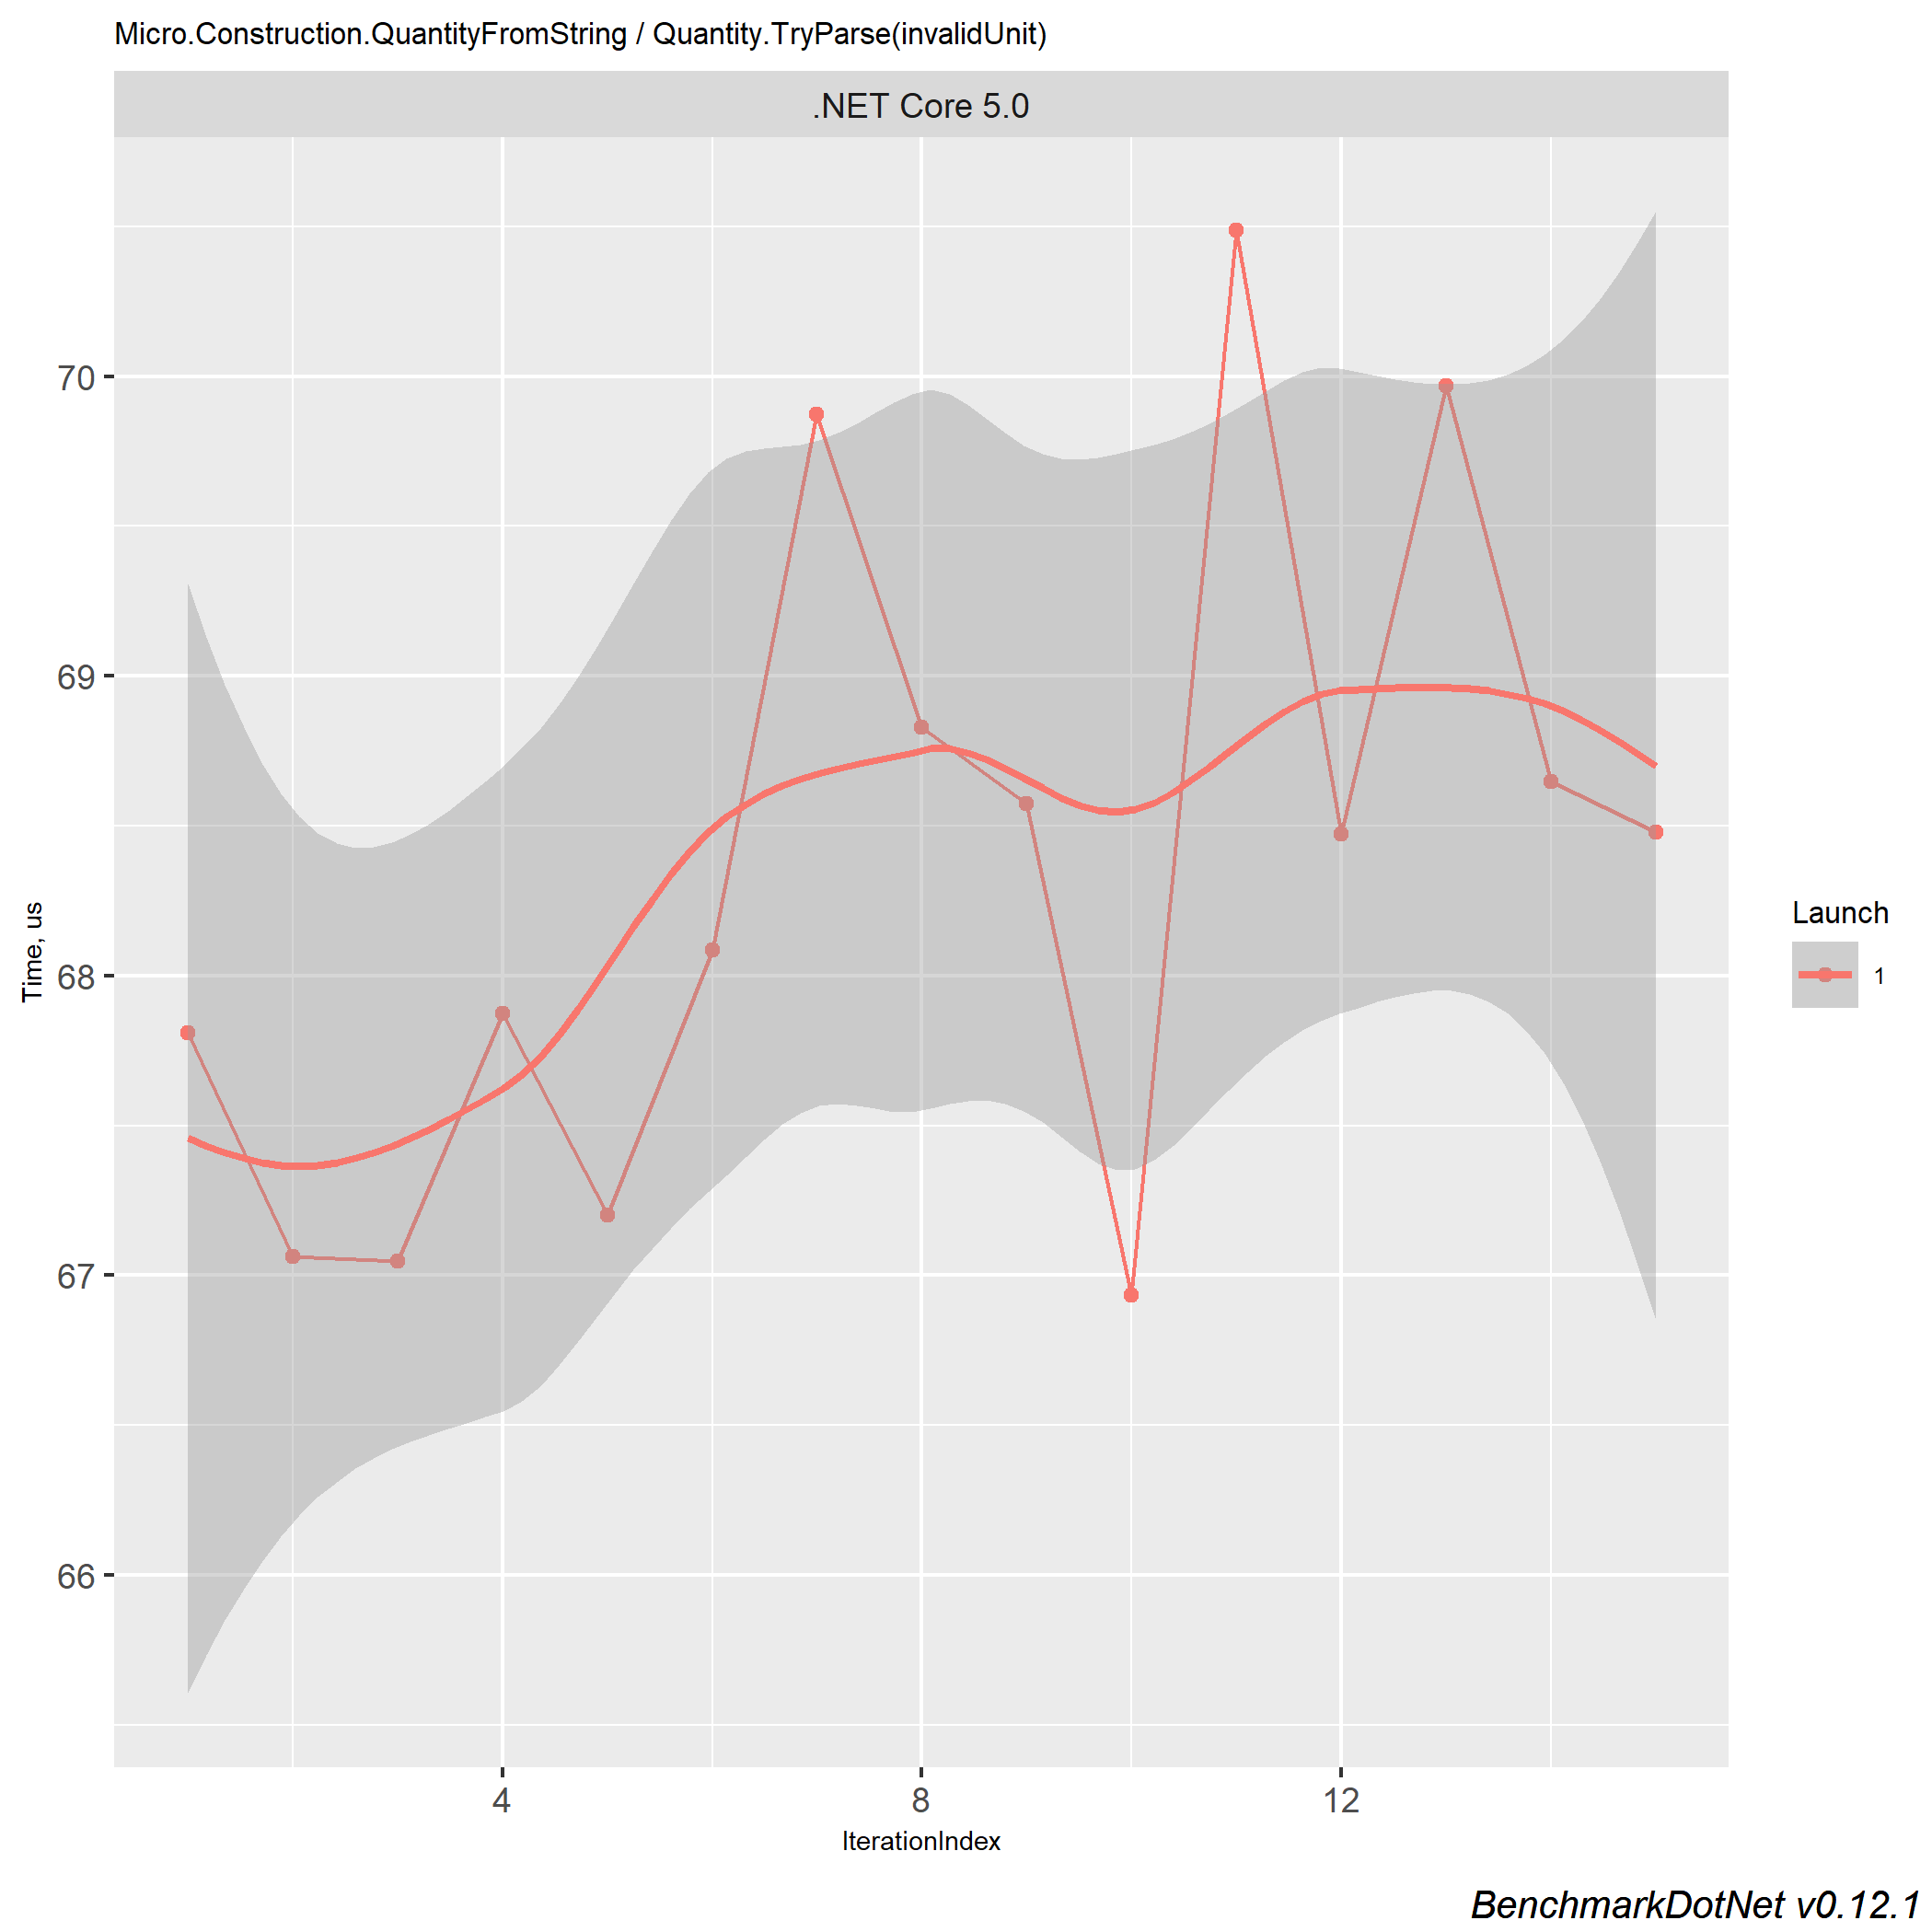 Micro.Construction.QuantityFromString / Quantity.TryParse(invalidUnit)
.NET Core 5.0
70
69
68
67
66
Time, us
4 8 12
IterationIndex
Launch
1
BenchmarkDotNet v0.12.1